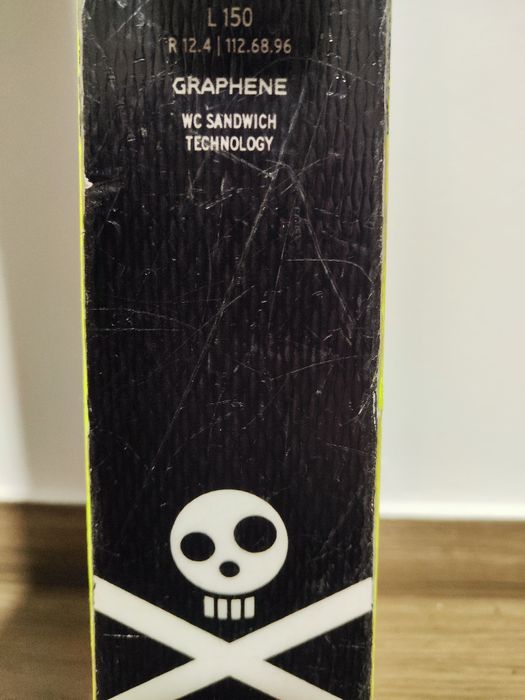 L 150
R 12.4 | 112.68.96
GRAPHENE
WC SANDWICH
TECHNOLOGY